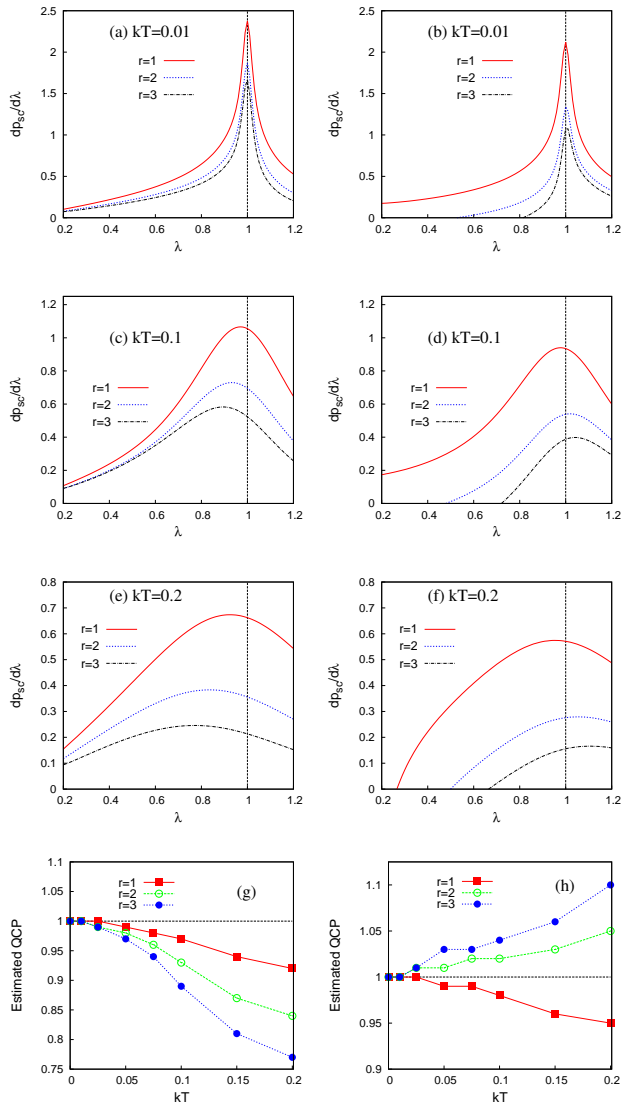 (a) kT=0.01
r=1
r=2
r=3
dp_sc/dλ
2.5
2
1.5
1
0.5
0
0.2 0.4 0.6 0.8 1 1.2
λ
(b) kT=0.01
r=1
r=2
r=3
dp_sc/dλ
2.5
2
1.5
1
0.5
0
0.2 0.4 0.6 0.8 1 1.2
λ
(c) kT=0.1
r=1
r=2
r=3
dp_sc/dλ
1.2
1
0.8
0.6
0.4
0.2
0
0.2 0.4 0.6 0.8 1 1.2
λ
(d) kT=0.1
r=1
r=2
r=3
dp_sc/dλ
1.2
1
0.8
0.6
0.4
0.2
0
0.2 0.4 0.6 0.8 1 1.2
λ
(e) kT=0.2
r=1
r=2
r=3
dp_sc/dλ
0.8
0.7
0.6
0.5
0.4
0.3
0.2
0.1
0
0.2 0.4 0.6 0.8 1 1.2
λ
(f) kT=0.2
r=1
r=2
r=3
dp_sc/dλ
0.8
0.7
0.6
0.5
0.4
0.3
0.2
0.1
0
0.2 0.4 0.6 0.8 1 1.2
λ
(g)
r=1
r=2
r=3
Estimated QCP
1.1
1.05
1
0.95
0.9
0.85
0.8
0.75
0 0.05 0.1 0.15 0.2
kT
(h)
r=1
r=2
r=3
Estimated QCP
1.1
1.05
1
0.95
0.9
0 0.05 0.1 0.15 0.2
kT